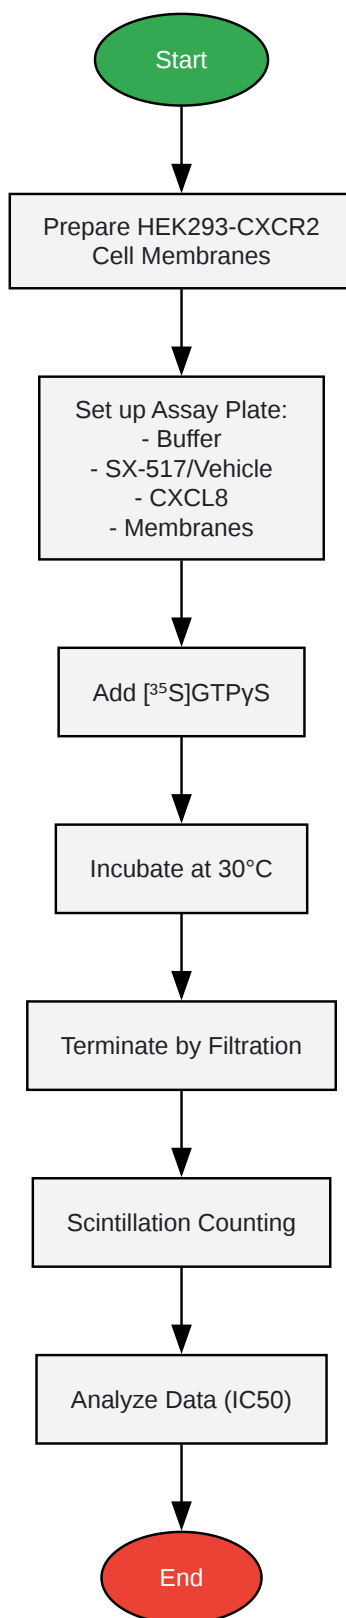 Start
Prepare HEK293-CXCR2
Cell Membranes
Set up Assay Plate:
- Buffer
- SX-517/Vehicle
- CXCL8
- Membranes
Add [³⁵S]GTPγS
Incubate at 30°C
Terminate by Filtration
Scintillation Counting
Analyze Data (IC50)
End